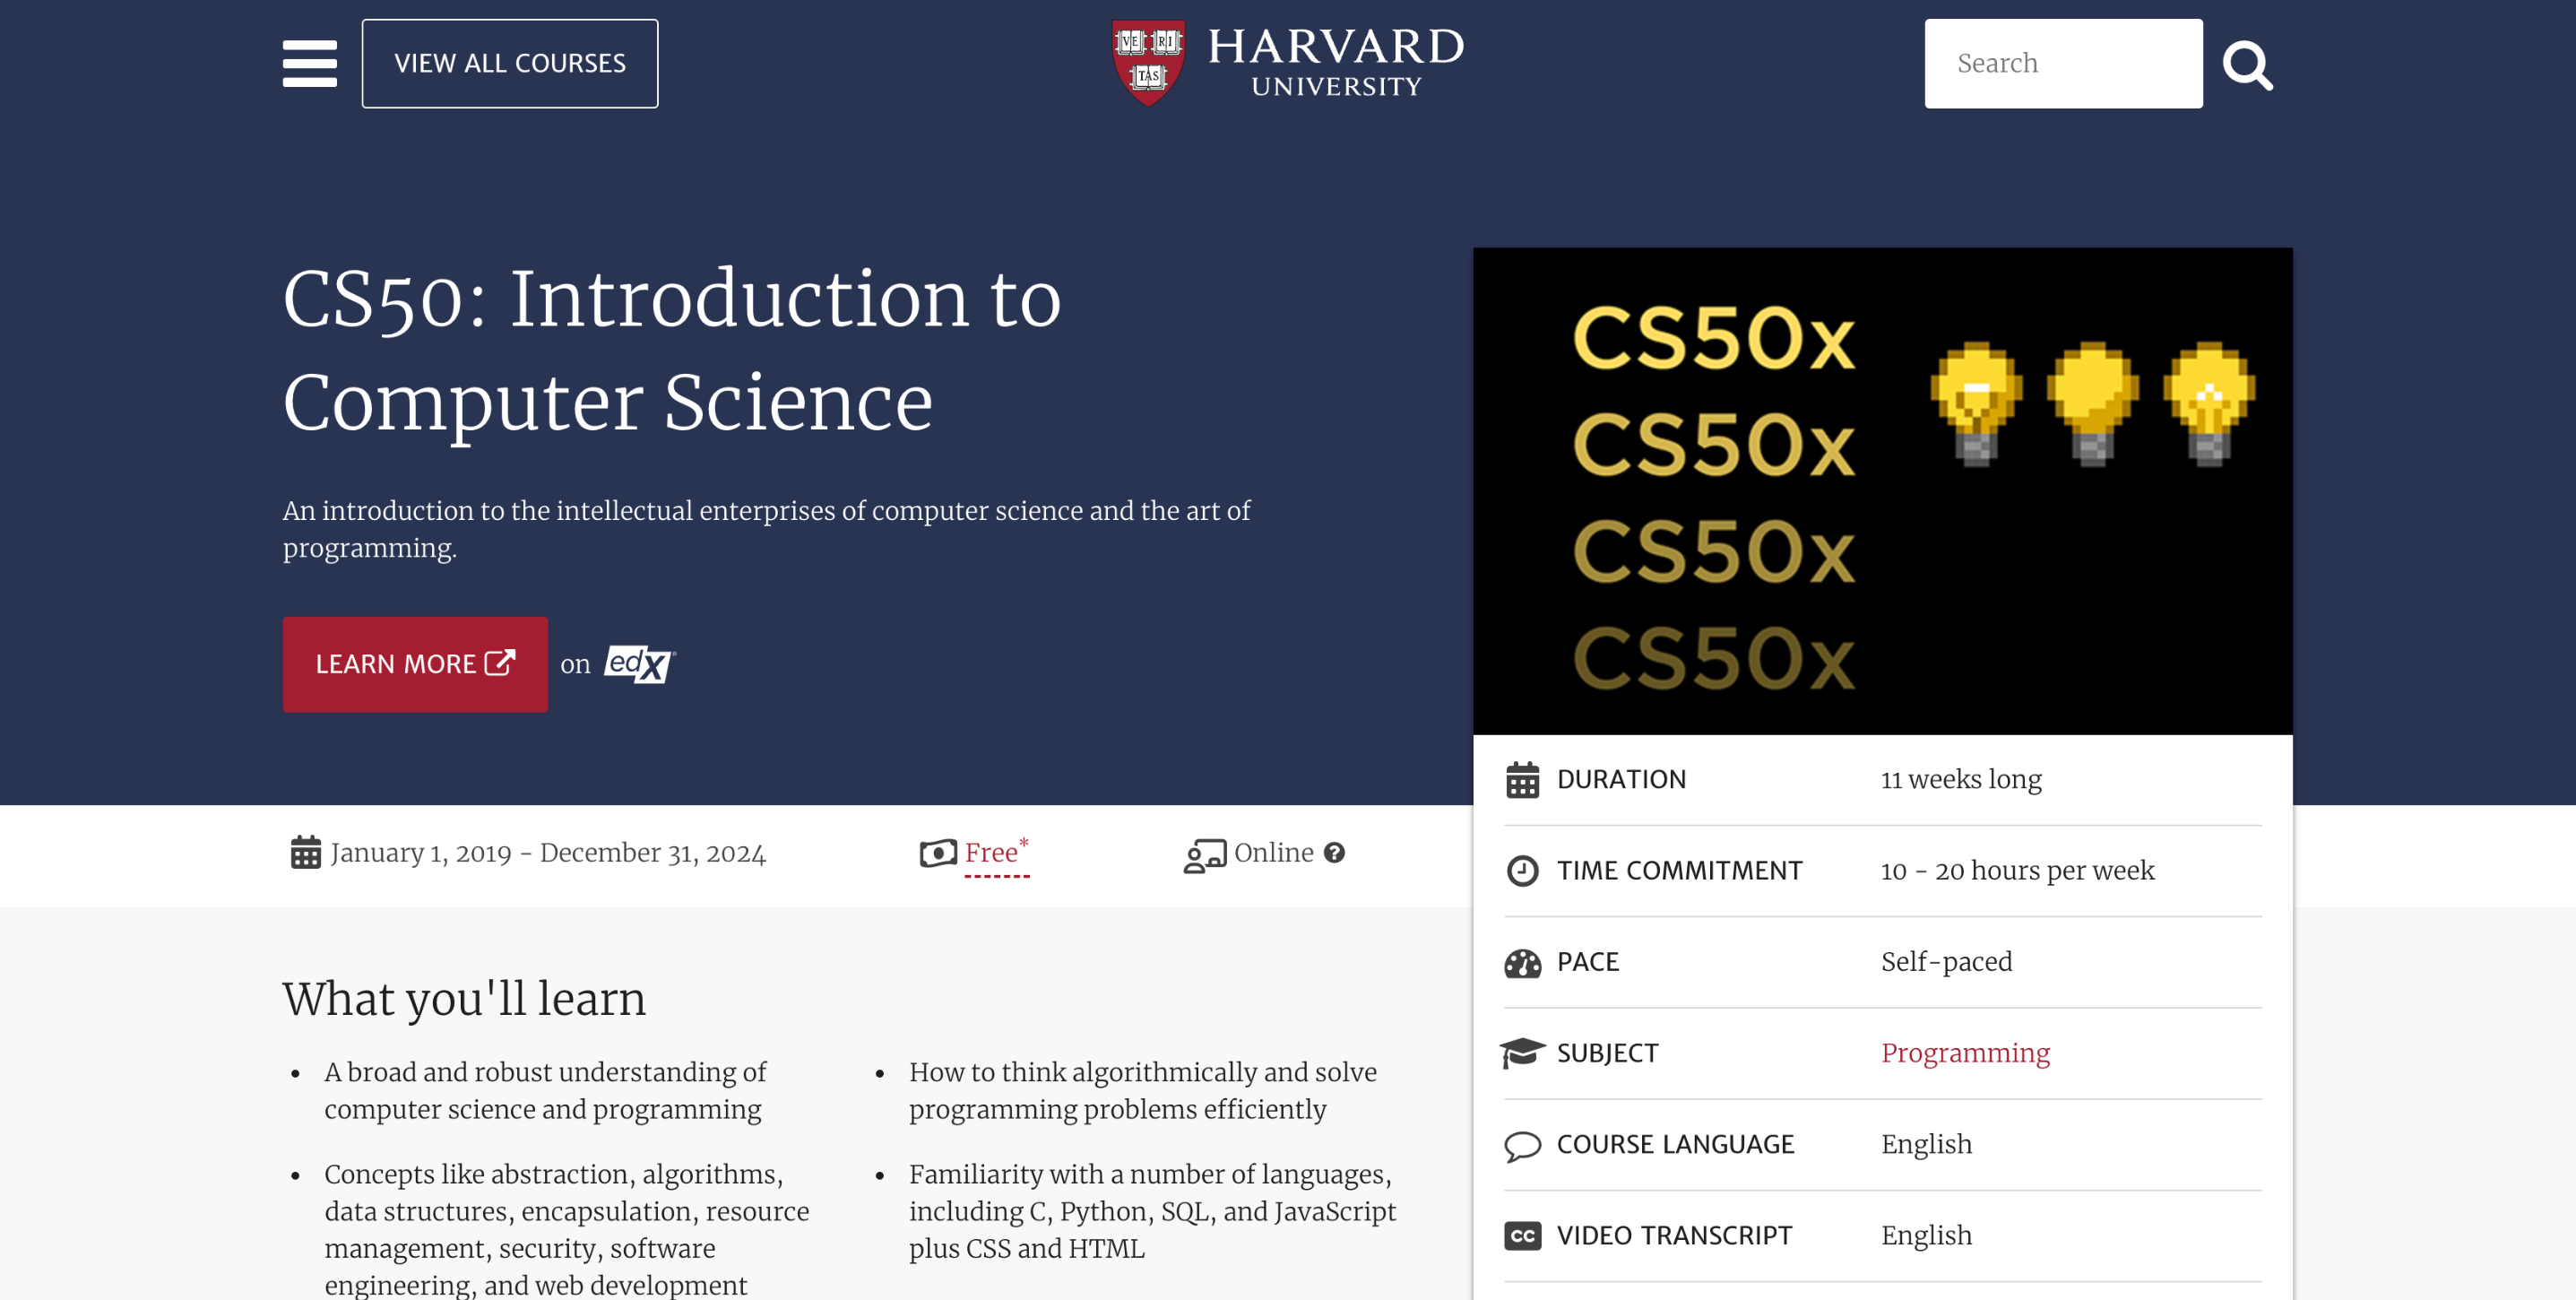 VIEW ALL COURSES
VE RI
TAS
HARVARD
UNIVERSITY
Search
CS50: Introduction to
Computer Science
An introduction to the intellectual enterprises of computer science and the art of
programming.
LEARN MORE
on edX
CS50x
CS50x
CS50x
CS50x
January 1, 2019 - December 31, 2024
Free*
Online ?
What you'll learn
• A broad and robust understanding of
computer science and programming
• Concepts like abstraction, algorithms,
data structures, encapsulation, resource
management, security, software
engineering, and web development
• How to think algorithmically and solve
programming problems efficiently
• Familiarity with a number of languages,
including C, Python, SQL, and JavaScript
plus CSS and HTML
DURATION 11 weeks long
TIME COMMITMENT 10 - 20 hours per week
PACE Self-paced
SUBJECT Programming
COURSE LANGUAGE English
CC VIDEO TRANSCRIPT English